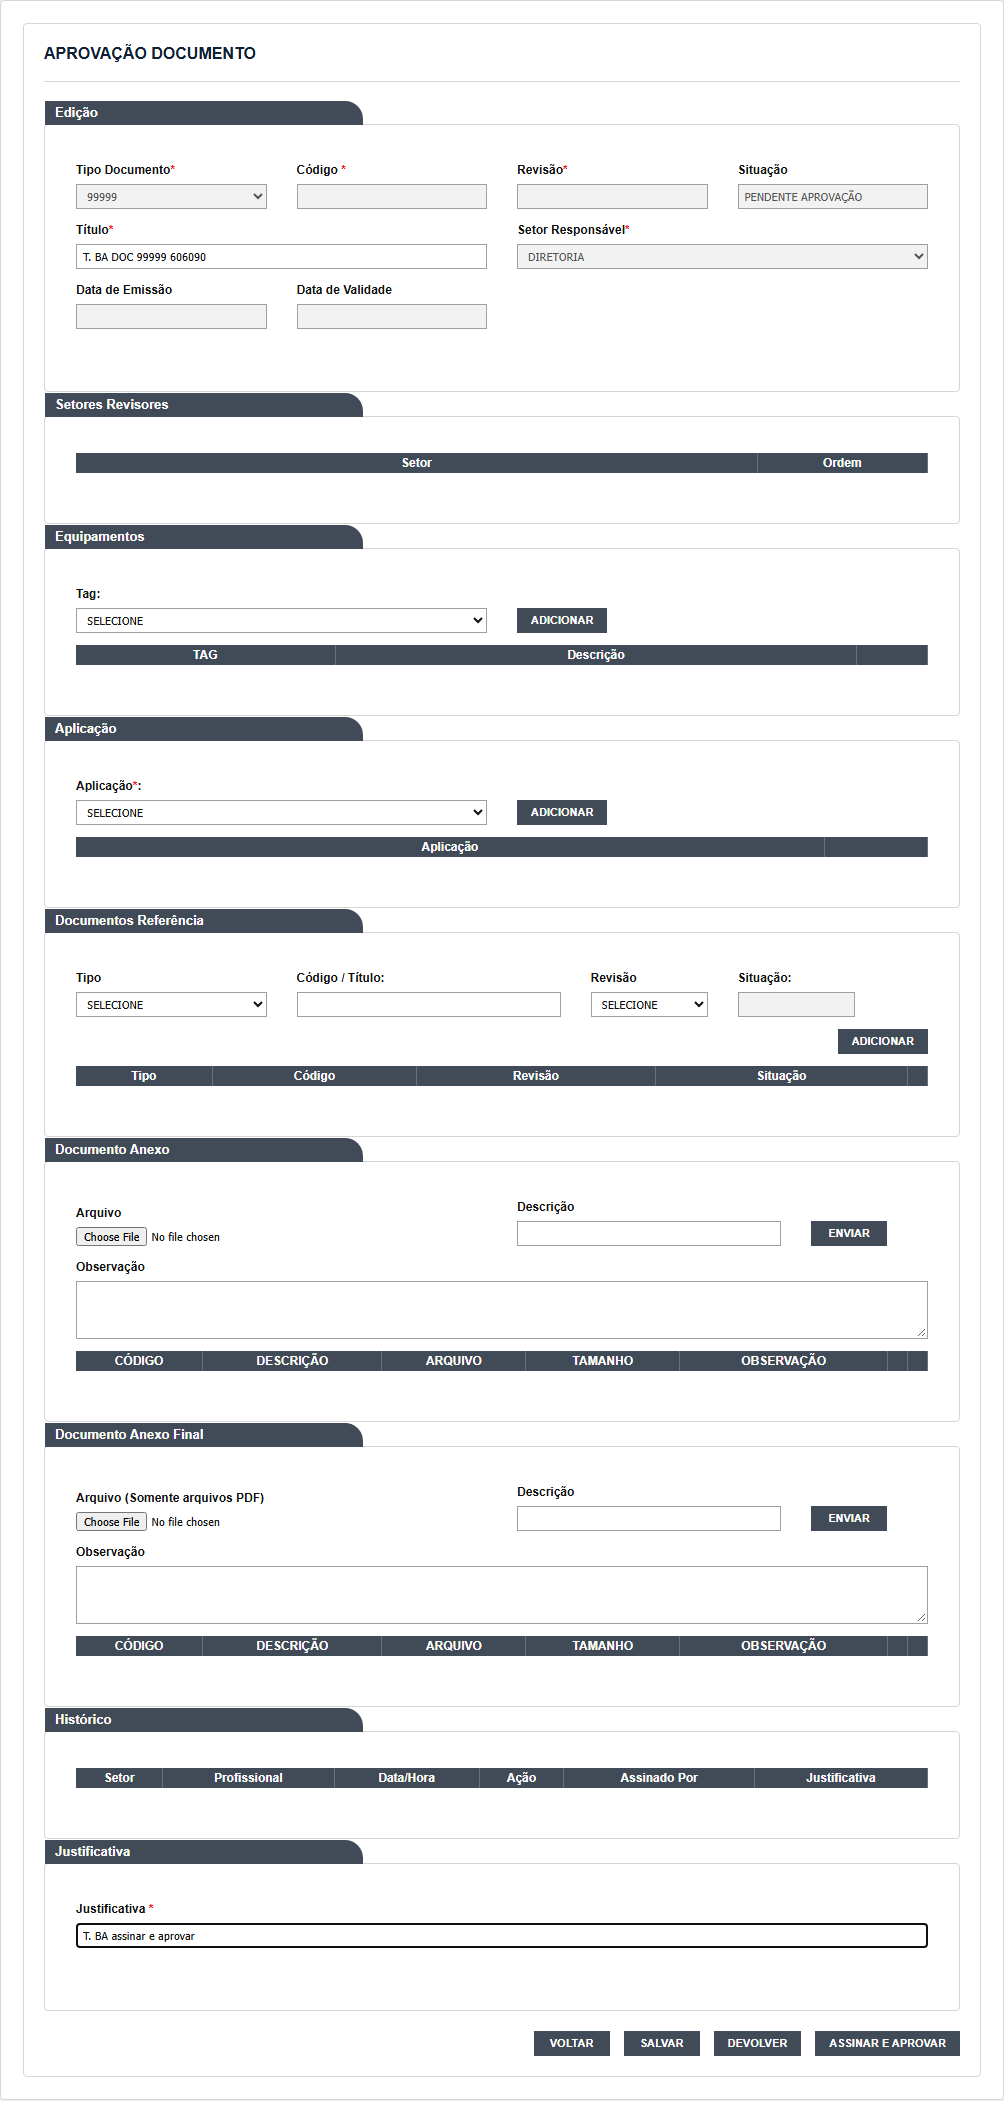 APROVAÇÃO DOCUMENTO
Edição
Tipo Documento* Código * Revisão* Situação
99999 PENDENTE APROVAÇÃO
Título* Setor Responsável*
T. BA DOC 99999 606090 DIRETORIA
Data de Emissão Data de Validade
Setores Revisores
Setor Ordem
Equipamentos
Tag:
SELECIONE ADICIONAR
TAG Descrição
Aplicação
Aplicação*:
SELECIONE ADICIONAR
Aplicação
Documentos Referência
Tipo Código / Título: Revisão Situação:
SELECIONE SELECIONE
ADICIONAR
Tipo Código Revisão Situação
Documento Anexo
Arquivo Descrição
Choose File No file chosen ENVIAR
Observação
CÓDIGO DESCRIÇÃO ARQUIVO TAMANHO OBSERVAÇÃO
Documento Anexo Final
Arquivo (Somente arquivos PDF) Descrição
Choose File No file chosen ENVIAR
Observação
CÓDIGO DESCRIÇÃO ARQUIVO TAMANHO OBSERVAÇÃO
Histórico
Setor Profissional Data/Hora Ação Assinado Por Justificativa
Justificativa
Justificativa *
T. BA assinar e aprovar
VOLTAR SALVAR DEVOLVER ASSINAR E APROVAR